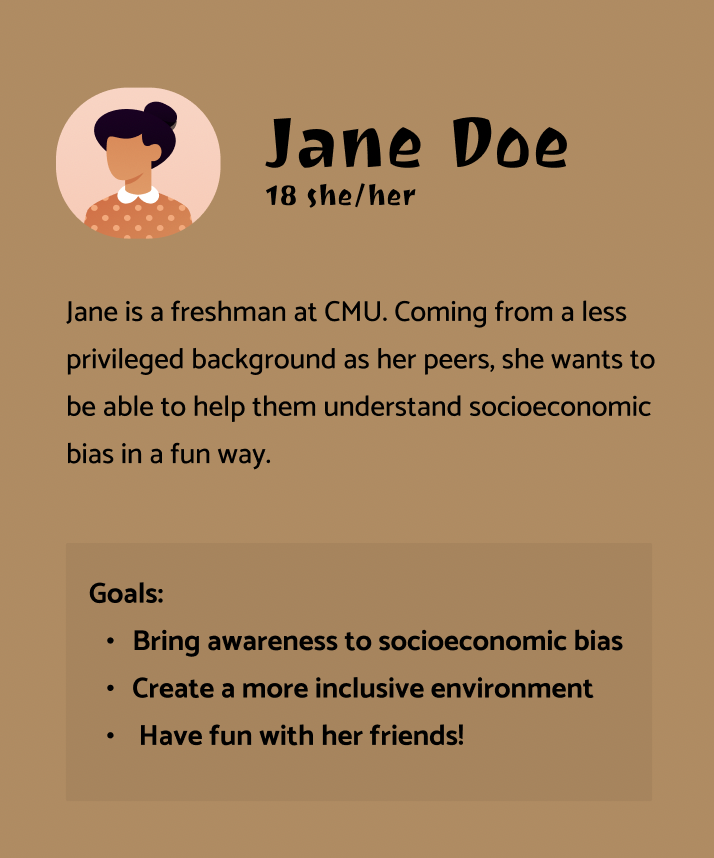 Jane Doe
18 she/her
Jane is a freshman at CMU. Coming from a less
privileged background as her peers, she wants to
be able to help them understand socioeconomic
bias in a fun way.
Goals:
• Bring awareness to socioeconomic bias
• Create a more inclusive environment
• Have fun with her friends!